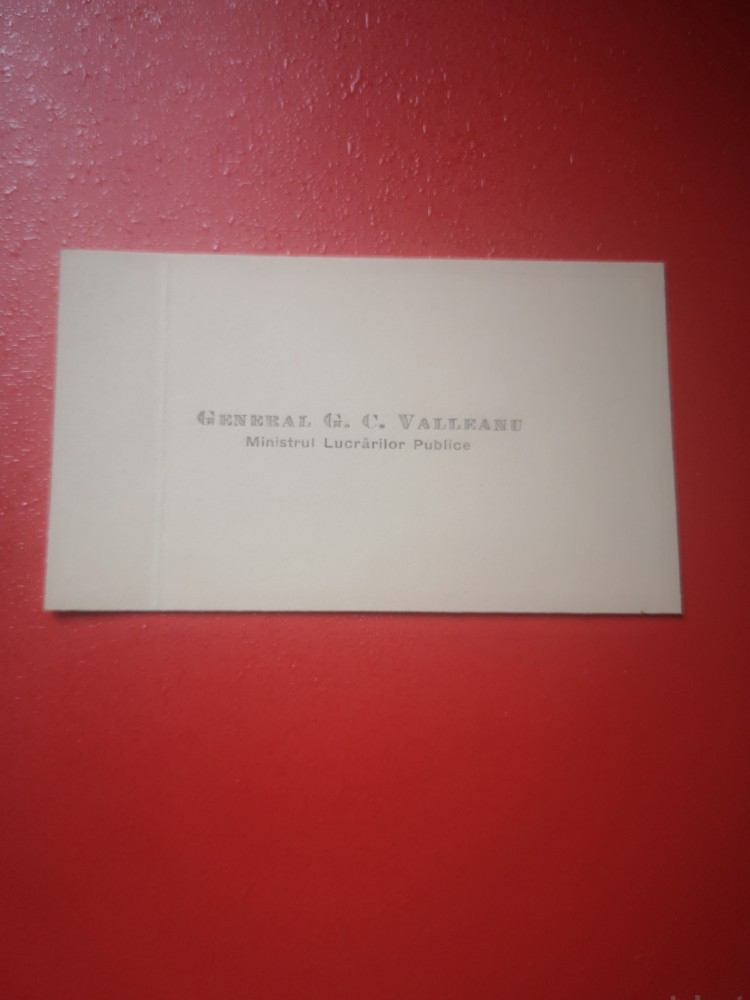 GENERAL G. C. VALLEANU
Ministrul Lucrărilor Publice